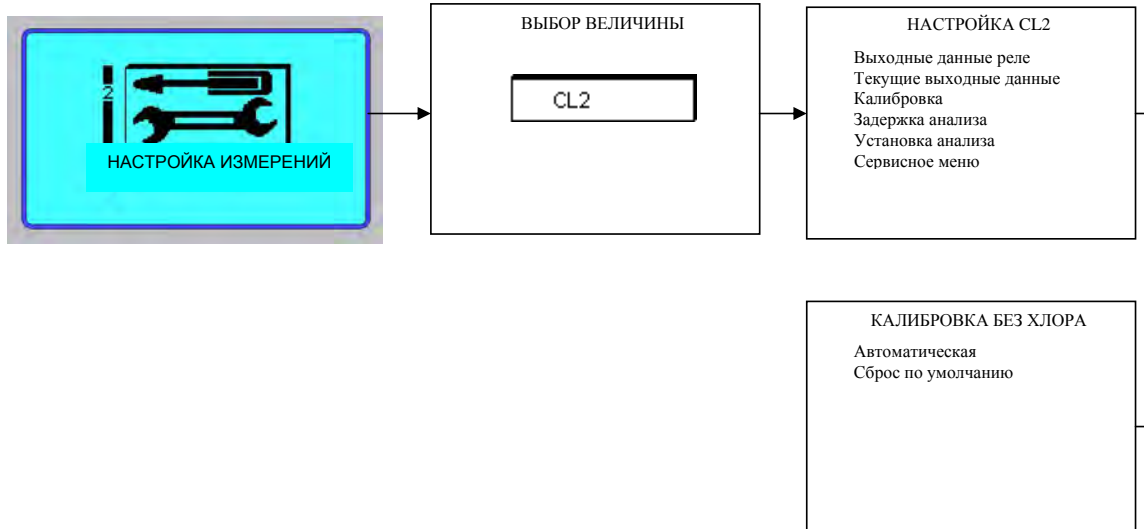 2
НАСТРОЙКА ИЗМЕРЕНИЙ
ВЫБОР ВЕЛИЧИНЫ
CL2
НАСТРОЙКА CL2
Выходные данные реле
Текущие выходные данные
Калибровка
Задержка анализа
Установка анализа
Сервисное меню
КАЛИБРОВКА БЕЗ ХЛОРА
Автоматическая
Сброс по умолчанию